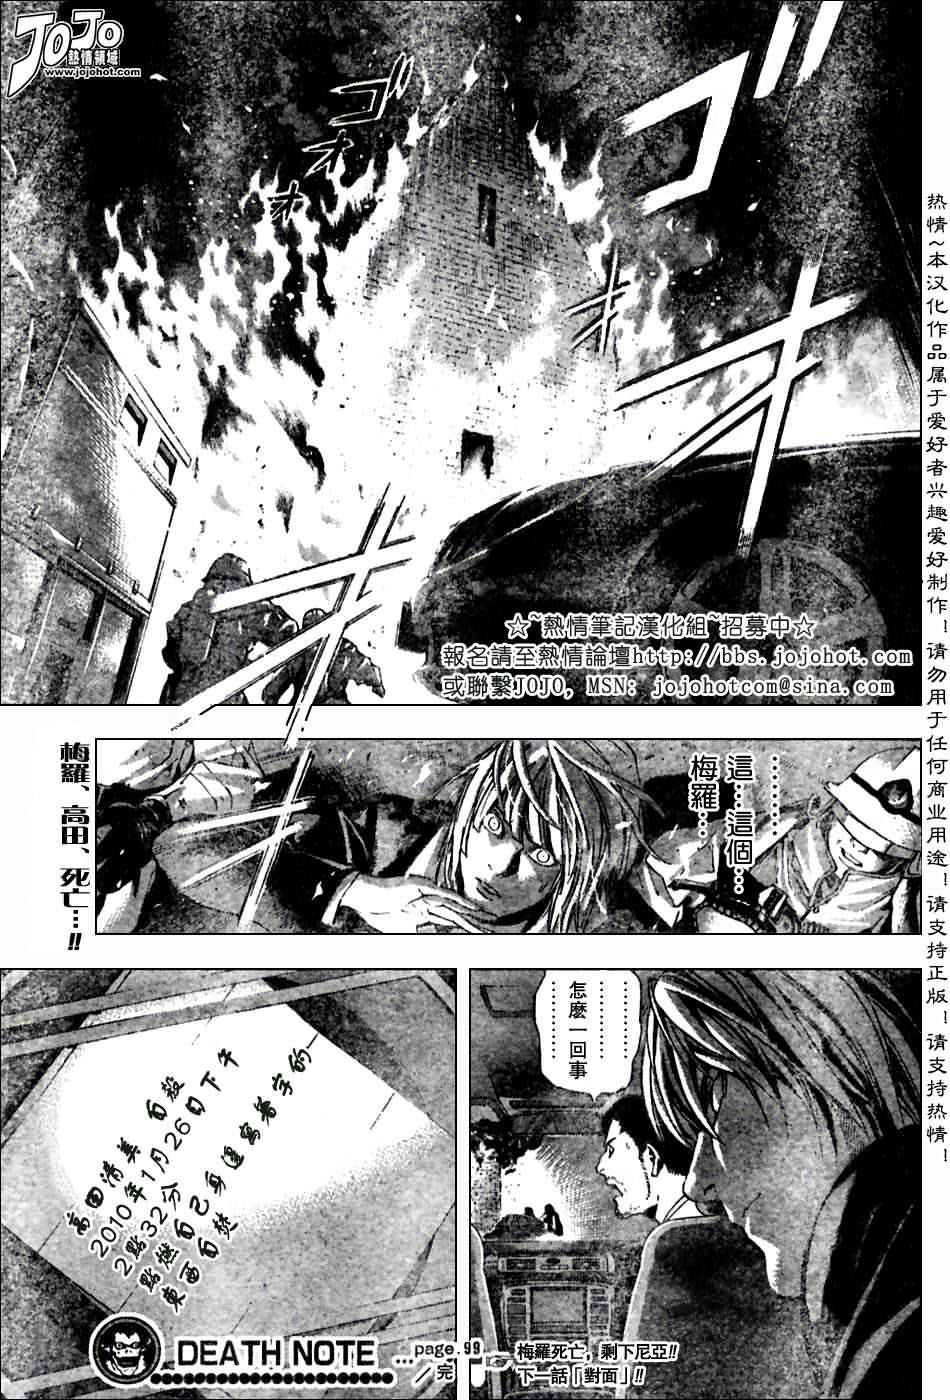 JOJO
熱情領域
www.jojohot.com
ゴ
オ
オ
ゴ
オ
オ
オ
热情~本汉化作品属于爱好者兴趣爱好制作！请勿用于任何商业用途！请支持正版！请支持热情！
☆~熱情筆記漢化組~招募中☆
報名請至熱情論壇http://bbs.jojohot.com
或聯繫JOJO, MSN: jojohotcom@sina.com
………
這…這個…
梅羅…
梅羅、高田、死亡…!!
………
………
怎麽一回事
………
高田清美 自殺
2010年1月26日下午
2點32分
點燃自己身邊寫著字的
東西自焚
DEATH NOTE … page.99／完
梅羅死亡，剩下尼亞!!
下一話「對面」!!